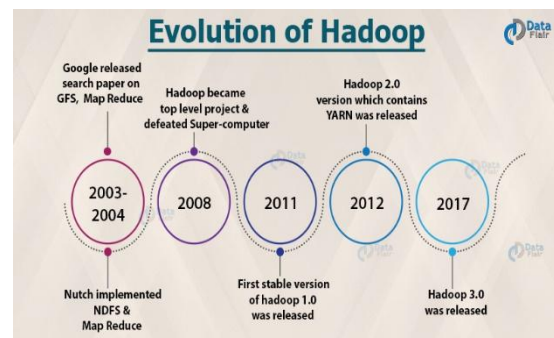 Evolution of Hadoop
Data
Flair
Google released
search paper on
GFS, Map Reduce
Hadoop became
top level project &
defeated Super-computer
Hadoop 2.0
version which contains
YARN was released
2003-
2004
2008
2011
2012
2017
Nutch implemented
NDFS &
Map Reduce
First stable version
of hadoop 1.0
was released
Hadoop 3.0
was released